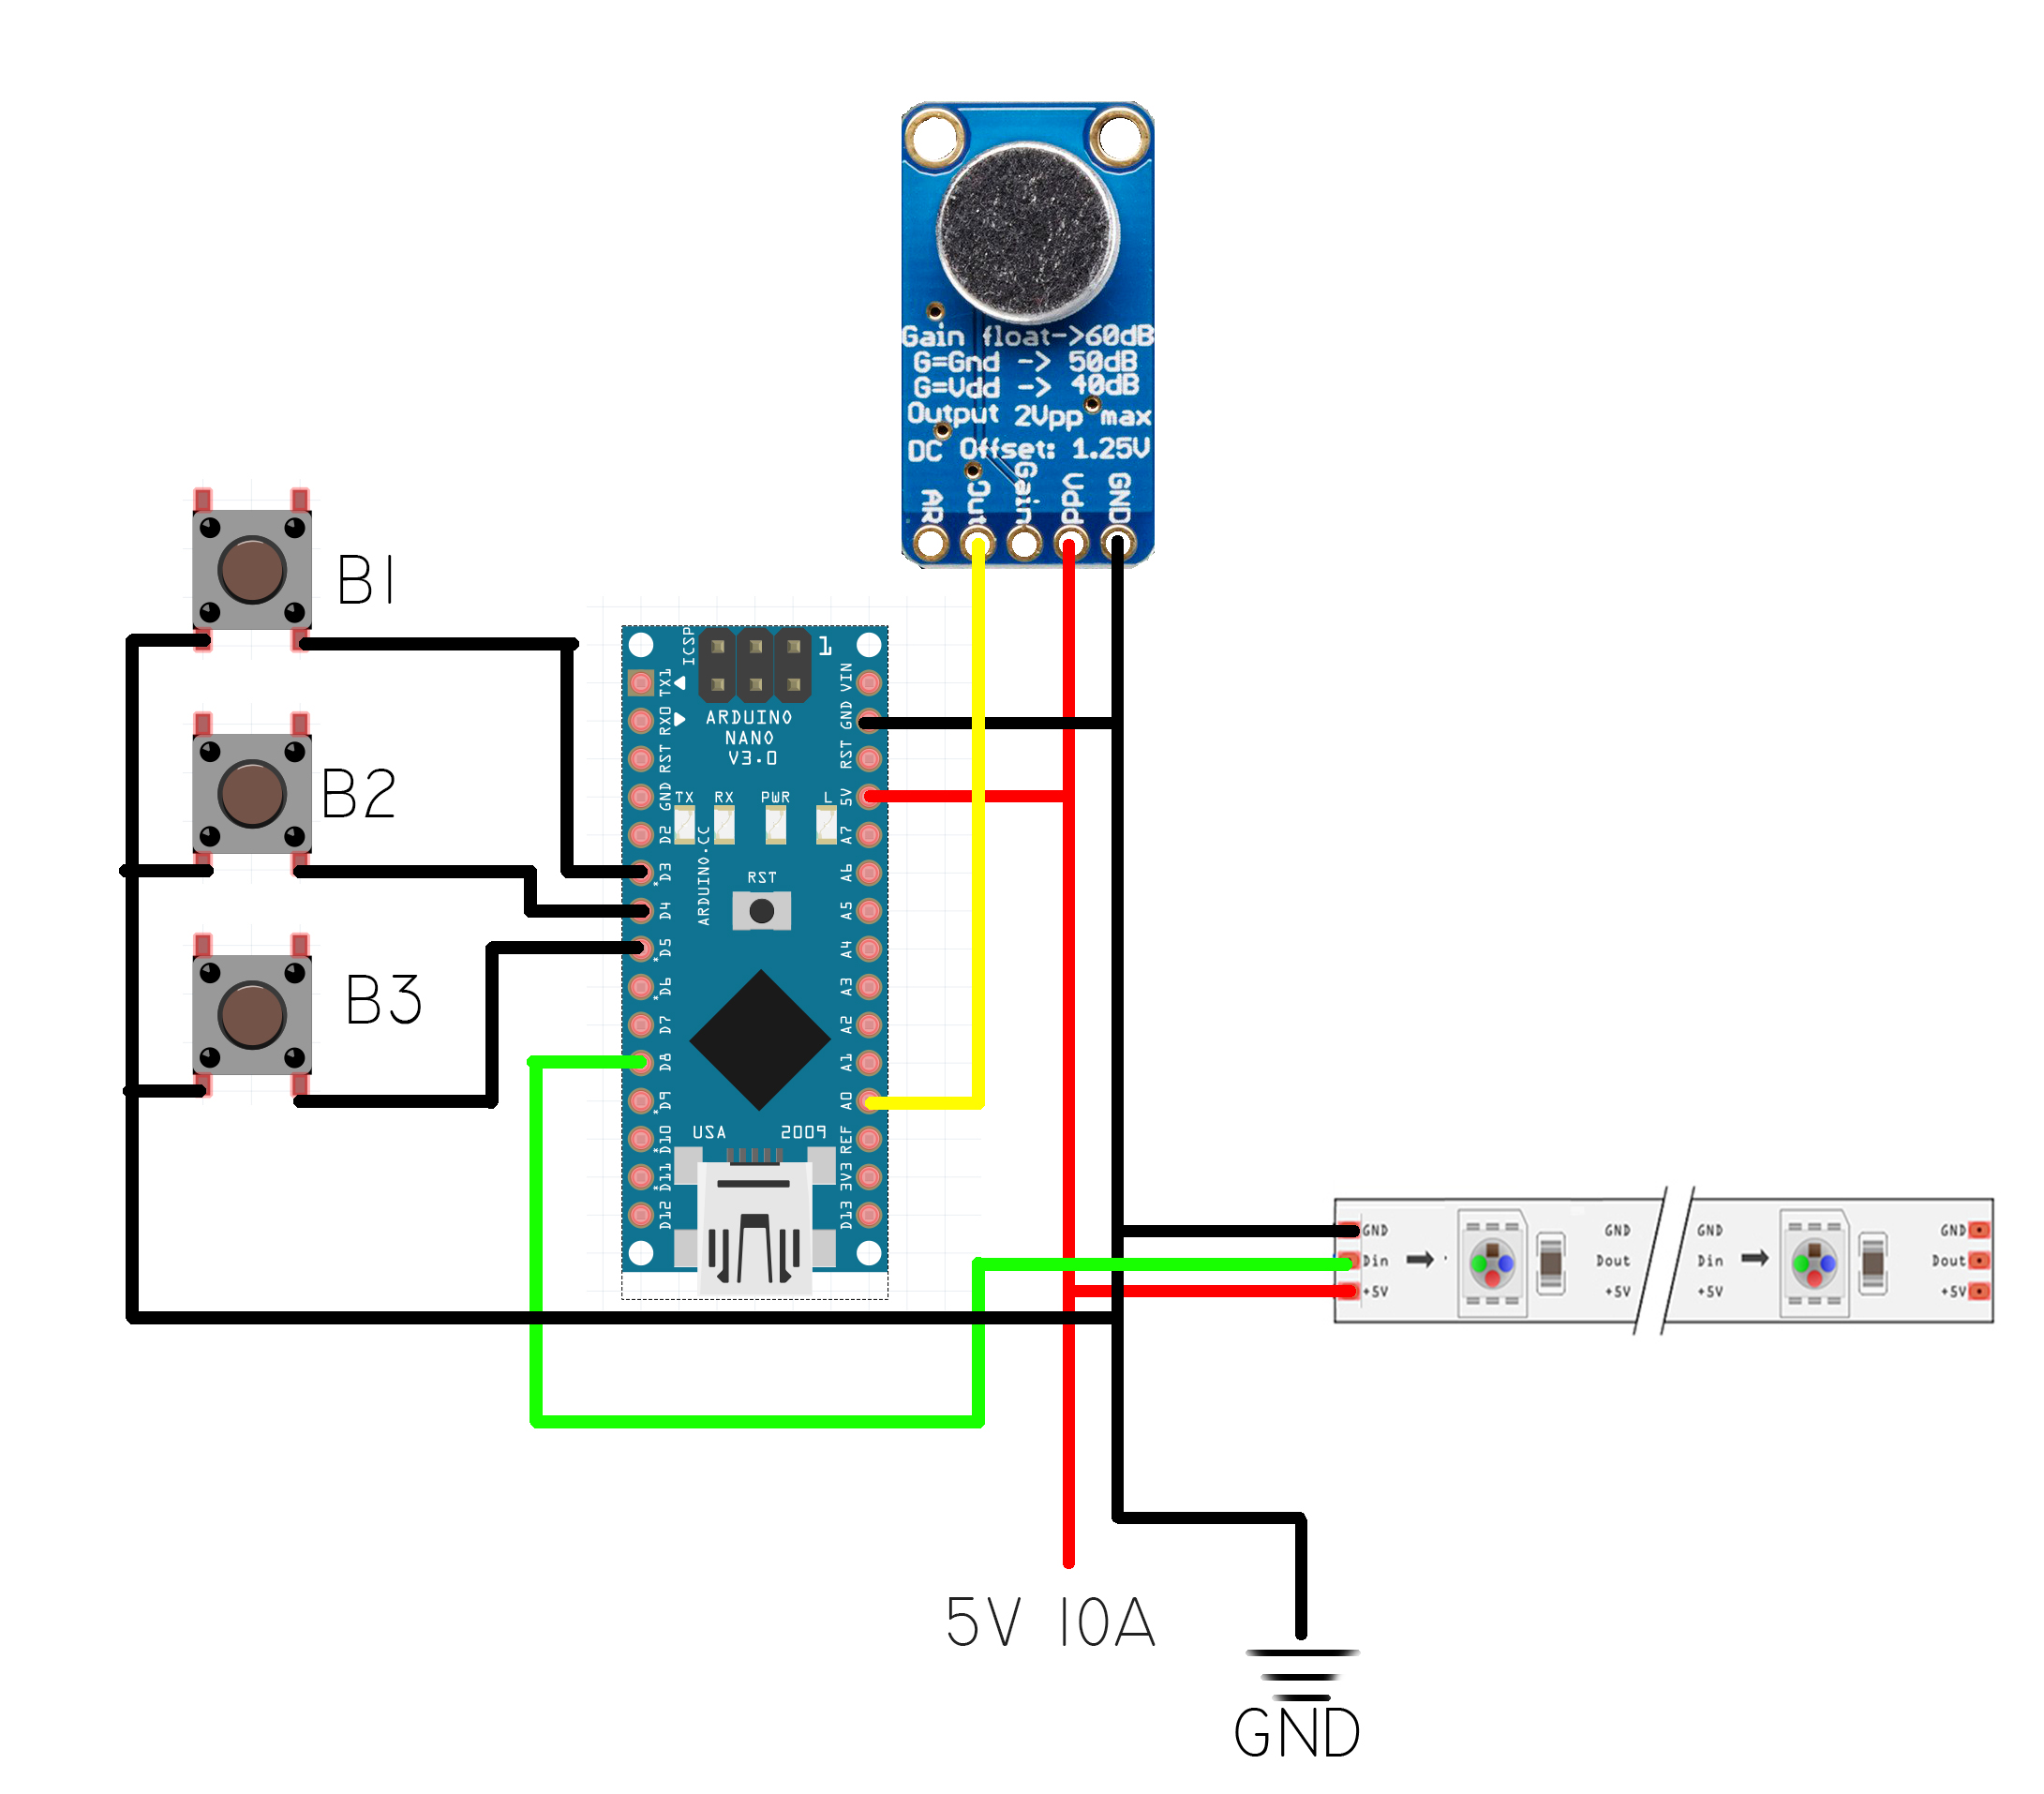 Gain float->60dB
G=Gnd -> 50dB
G=Vdd -> 40dB
Output 2Vpp max
DC Offset: 1.25V
AR
Out
Gain
Vdd
GND
B1
B2
B3
ICSP
1
TX1
RX0
RST
GND
D2
*D3
D4
*D5
*D6
D7
D8
*D9
*D10
*D11
D12
ARDUINO
NANO
V3.0
TX RX PWR L
ARDUINO.CC
RST
USA 2009
VIN
GND
RST
5V
A7
A6
A5
A4
A3
A2
A1
A0
REF
3V3
D13
GND GND GND GND
Din Dout Din Dout
+5V +5V +5V +5V
5V 10A
GND